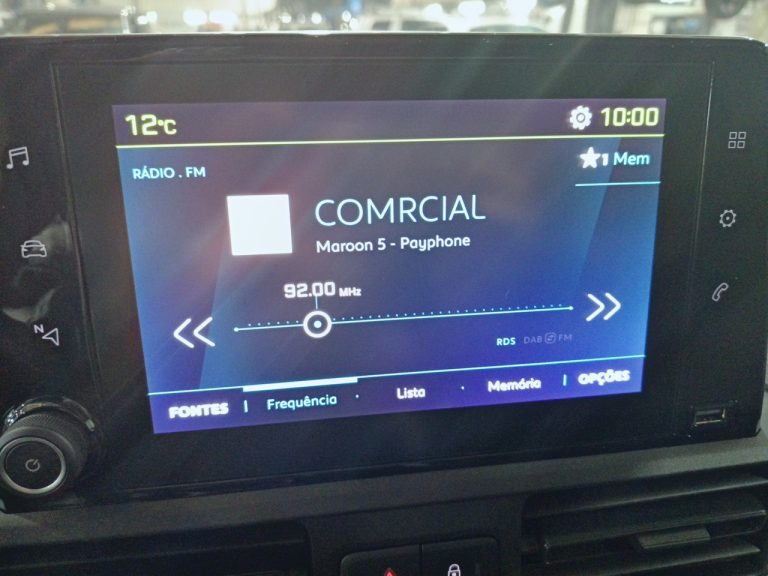 12°C 10:00
RÁDIO . FM
1 Mem
COMRCIAL
Maroon 5 - Payphone
92.00 MHz
N
RDS DAB FM
FONTES Frequência Lista Memória OPÇÕES